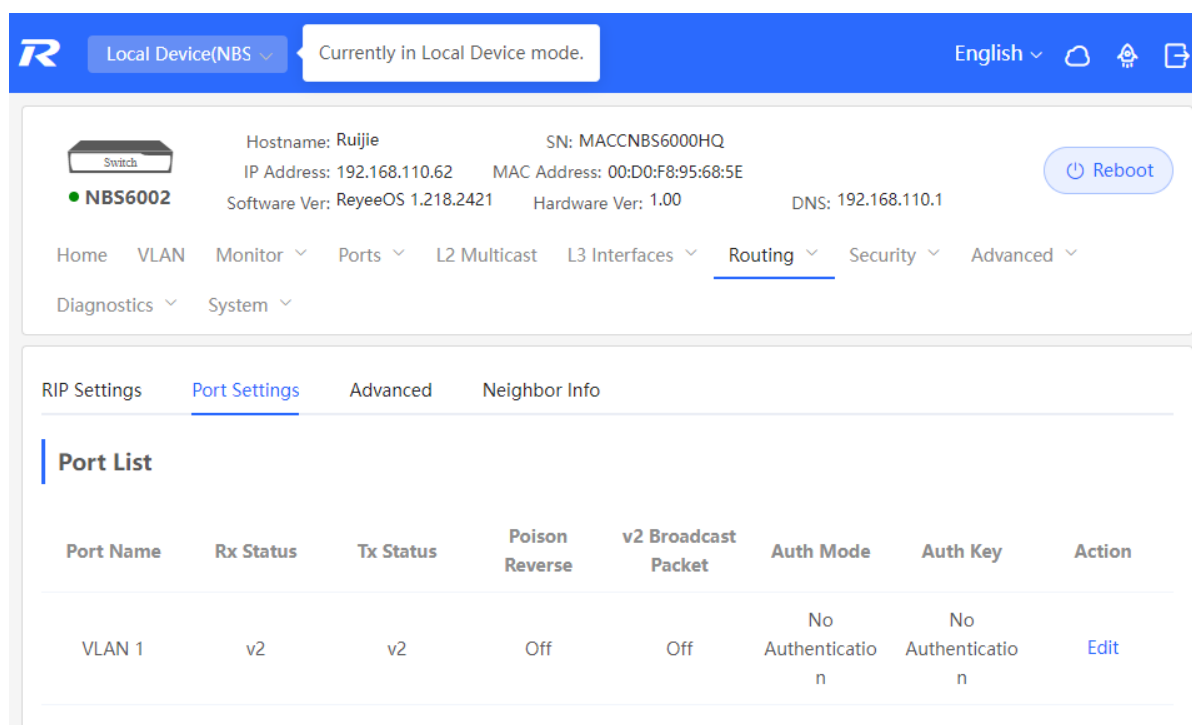 Local Device(NBS
Currently in Local Device mode.
English
Switch
NBS6002
Hostname: Ruijie
SN: MACCNBS6000HQ
IP Address: 192.168.110.62
MAC Address: 00:D0:F8:95:68:5E
Software Ver: ReyeeOS 1.218.2421
Hardware Ver: 1.00
DNS: 192.168.110.1
Reboot
Home VLAN Monitor Ports L2 Multicast L3 Interfaces Routing Security Advanced
Diagnostics System
RIP Settings Port Settings Advanced Neighbor Info
Port List
Port Name Rx Status Tx Status Poison Reverse v2 Broadcast Packet Auth Mode Auth Key Action
VLAN 1 v2 v2 Off Off No Authentication No Authentication Edit